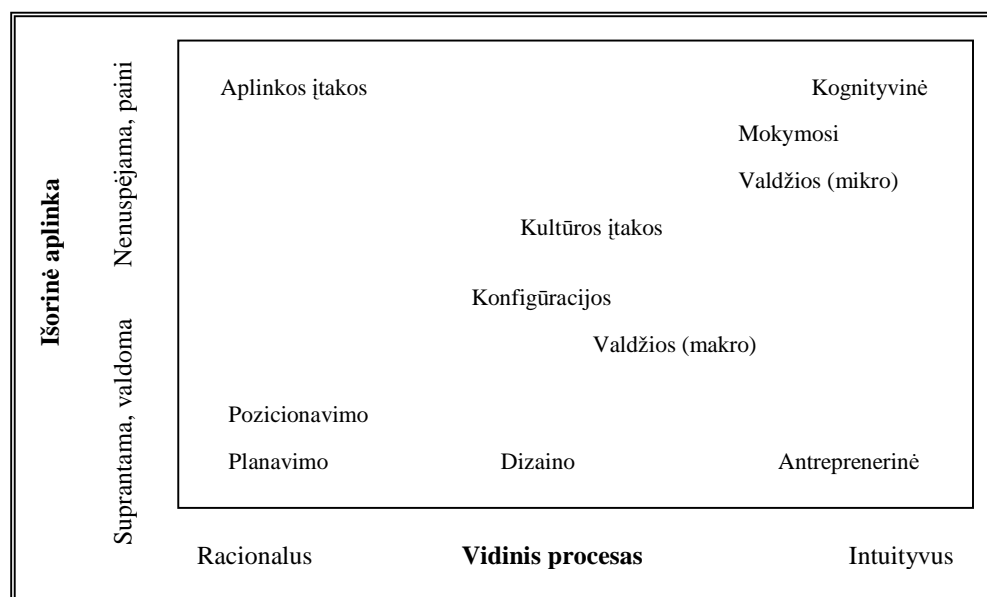 Išorinė aplinka
Nenuspėjama, paini
Suprantama, valdoma
Aplinkos įtakos
Kognityvinė
Mokymosi
Valdžios (mikro)
Kultūros įtakos
Konfigūracijos
Valdžios (makro)
Pozicionavimo
Planavimo
Dizaino
Antreprenerinė
Racionalus
Vidinis procesas
Intuityvus